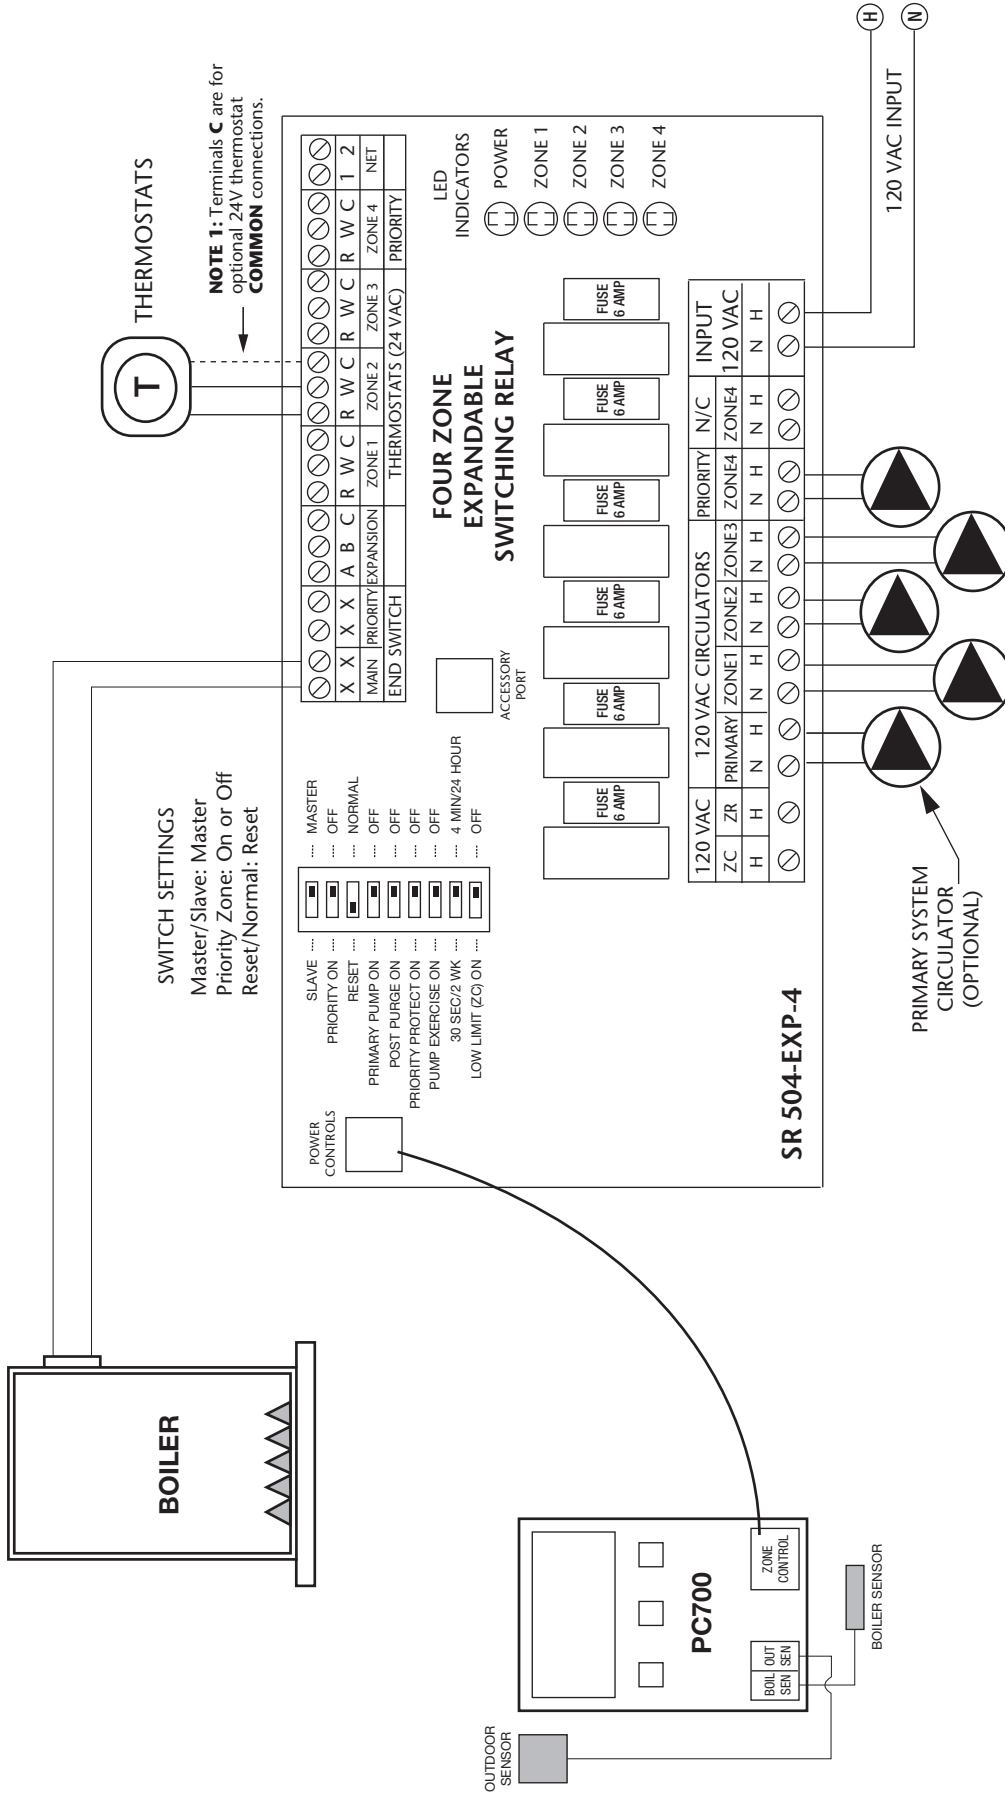 BOILER
SWITCH SETTINGS
Master/Slave: Master
Priority Zone: On or Off
Reset/Normal: Reset
THERMOSTATS
T
NOTE 1: Terminals C are for
optional 24V thermostat
COMMON connections.
X X X X A B C R W C R W C R W C R W C 1 2
MAIN PRIORITY EXPANSION ZONE 1 ZONE 2 ZONE 3 ZONE 4 NET
END SWITCH THERMOSTATS (24 VAC) PRIORITY
POWER
CONTROLS
SLAVE ---- ---- MASTER
PRIORITY ON ---- ---- OFF
RESET ---- ---- NORMAL
PRIMARY PUMP ON ---- ---- OFF
POST PURGE ON ---- ---- OFF
PRIORITY PROTECT ON ---- ---- OFF
PUMP EXERCISE ON ---- ---- OFF
30 SEC/2 WK ---- ---- 4 MIN/24 HOUR
LOW LIMIT (ZC) ON ---- ---- OFF
ACCESSORY
PORT
FOUR ZONE
EXPANDABLE
SWITCHING RELAY
LED
INDICATORS
POWER
ZONE 1
ZONE 2
ZONE 3
ZONE 4
FUSE
6 AMP
FUSE
6 AMP
FUSE
6 AMP
FUSE
6 AMP
FUSE
6 AMP
FUSE
6 AMP
SR 504-EXP-4
120 VAC 120 VAC CIRCULATORS PRIORITY N/C INPUT
ZC ZR PRIMARY ZONE1 ZONE2 ZONE3 ZONE4 ZONE4 120 VAC
H H N H N H N H N H N H N H N H
PRIMARY SYSTEM
CIRCULATOR
(OPTIONAL)
120 VAC INPUT
H
N
OUTDOOR
SENSOR
PC700
BOIL
SEN
OUT
SEN
ZONE
CONTROL
BOILER SENSOR